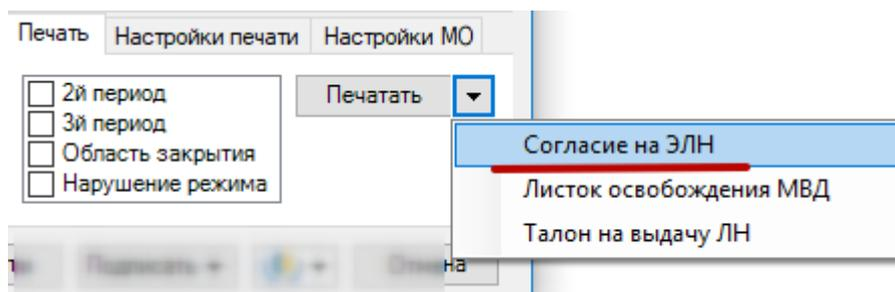 Печать Настройки печати Настройки МО
2й период
Печатать
3й период
Область закрытия
Нарушение режима
Согласие на ЭЛН
Листок освобождения МВД
Талон на выдачу ЛН